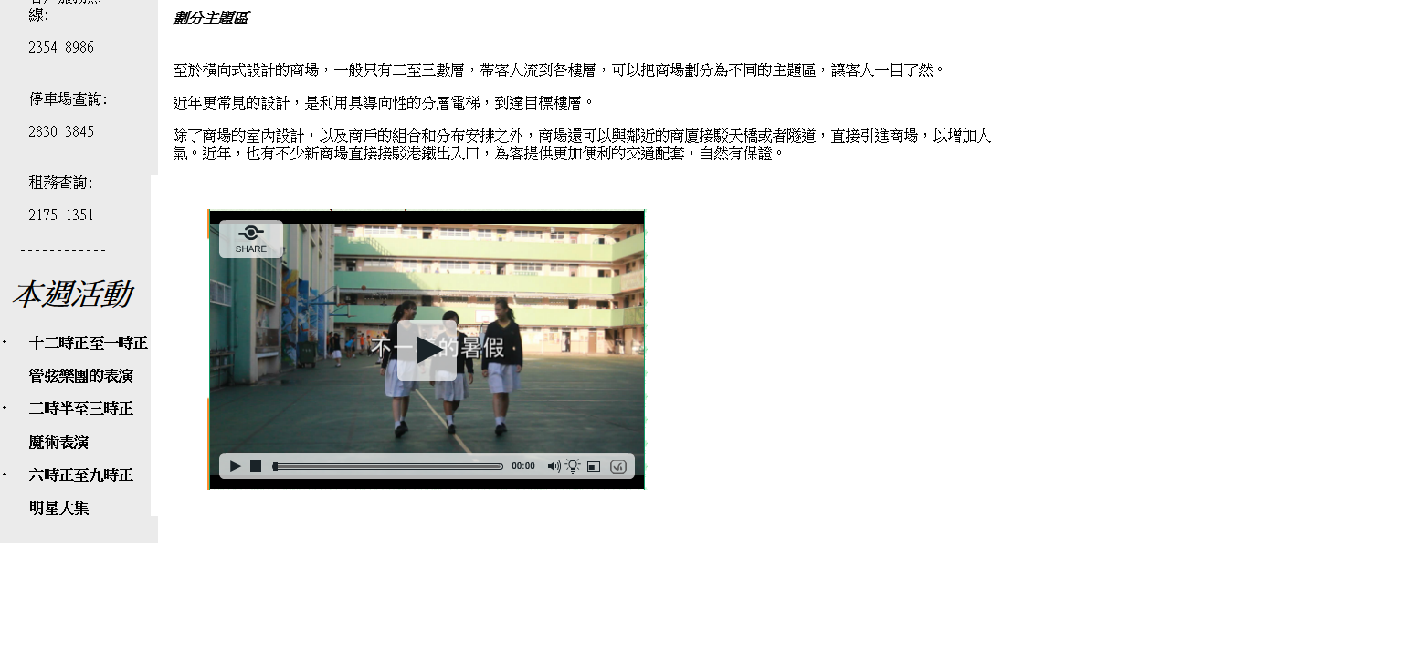 線:
2354 8986
停車場查詢:
2830 3845
租務查詢:
2175 1351
------------
本週活動
· 十二時正至一時正
管弦樂團的表演
· 二時半至三時正
魔術表演
· 六時正至九時正
明星大集
劃分主題區
至於橫向式設計的商場，一般只有二至三數層，帶客人流到各樓層，可以把商場劃分為不同的主題區，讓客人一目了然。
近年更常見的設計，是利用具導向性的分層電梯，到達目標樓層。
除了商場的室內設計，以及商戶的組合和分布安排之外，商場還可以與鄰近的商廈接駁天橋或者隧道，直接引進商場，以增加人
氣。近年，也有不少新商場直接接駁港鐵出入口，為客提供更加便利的交通配套，自然有保證。
SHARE
不一 的暑假
00:00